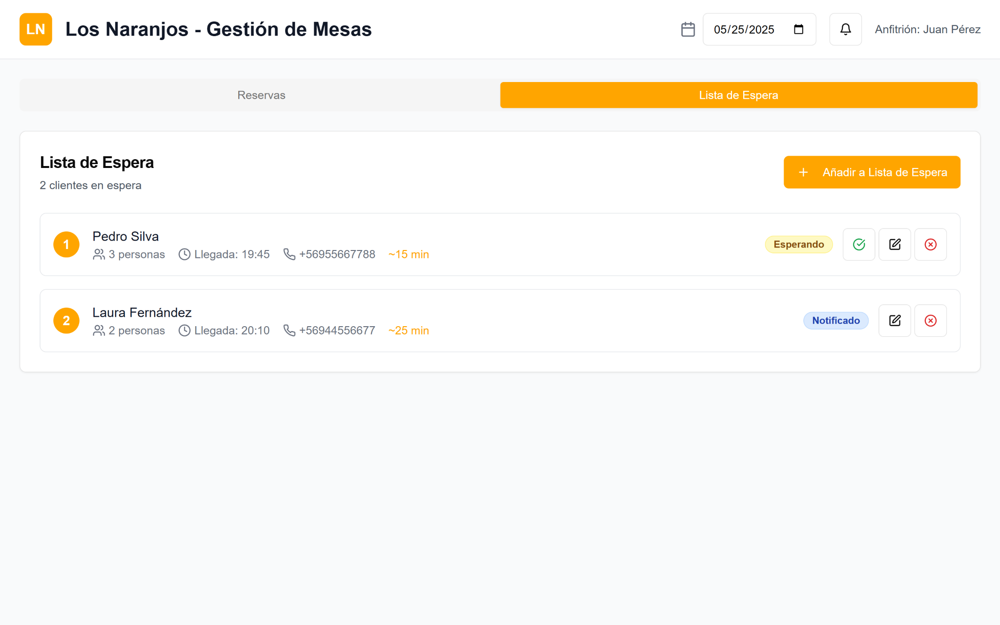 LN
Los Naranjos - Gestión de Mesas
05/25/2025
Anfitrión: Juan Pérez
Reservas
Lista de Espera
Lista de Espera
2 clientes en espera
+ Añadir a Lista de Espera
1
Pedro Silva
3 personas Llegada: 19:45 +56955667788 ~15 min
Esperando
2
Laura Fernández
2 personas Llegada: 20:10 +56944556677 ~25 min
Notificado